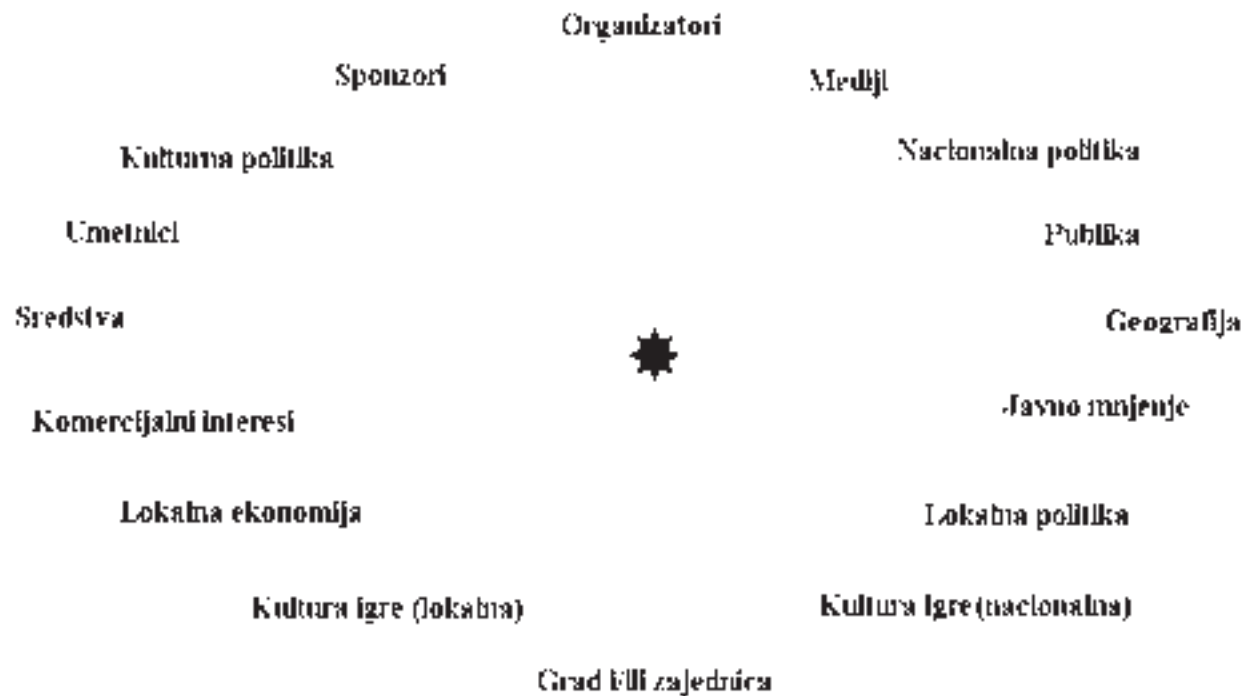 Organizatori
Sponzori
Mediji
Kulturna politika
Nacionalna politika
Umetnici
Publika
Sredstva
Geografija
Komercijalni interesi
Javno mnjenje
Lokalna ekonomija
Lokalna politika
Kultura igre (lokalna)
Kultura igre (nacionalna)
Grad i/ili zajednica